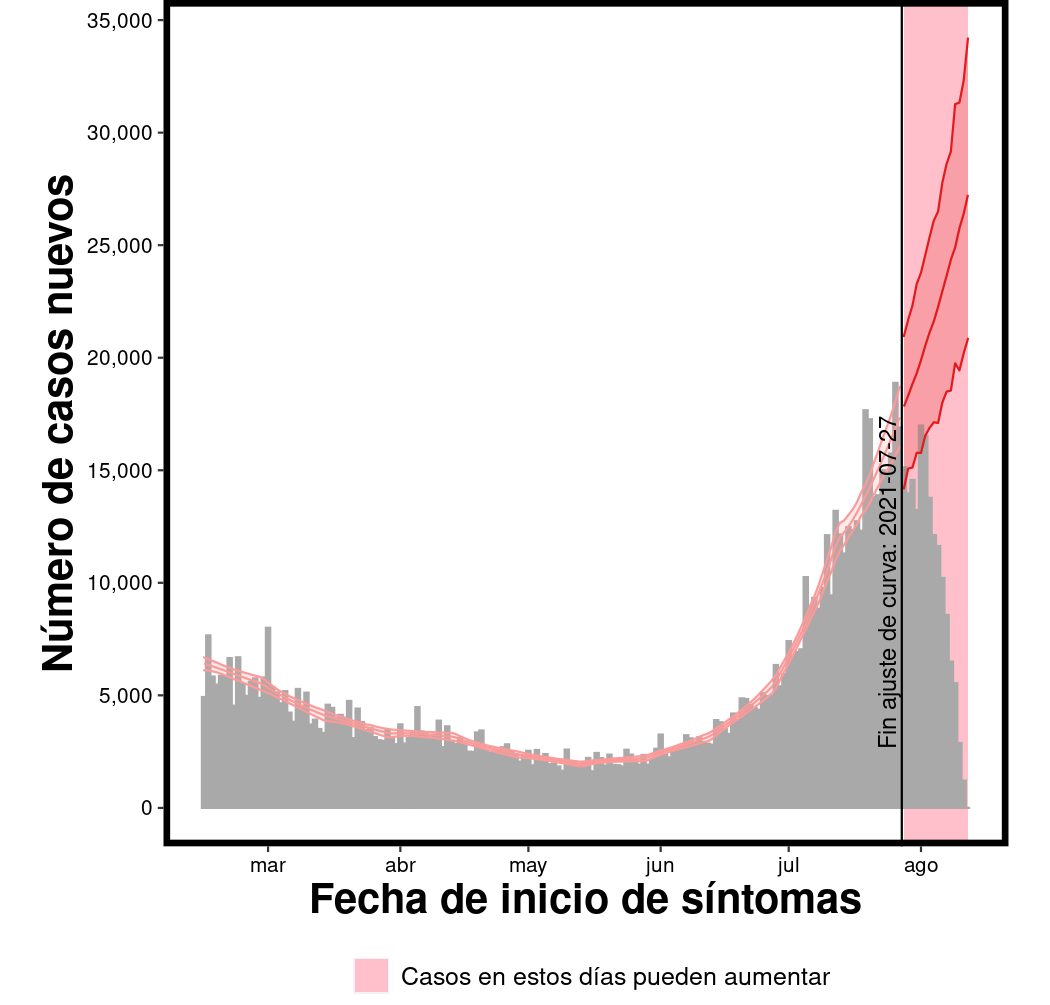 35,000
30,000
25,000
20,000
15,000
10,000
5,000
0
Número de casos nuevos
Fin ajuste de curva: 2021-07-27
mar abr may jun jul ago
Fecha de inicio de síntomas
Casos en estos días pueden aumentar